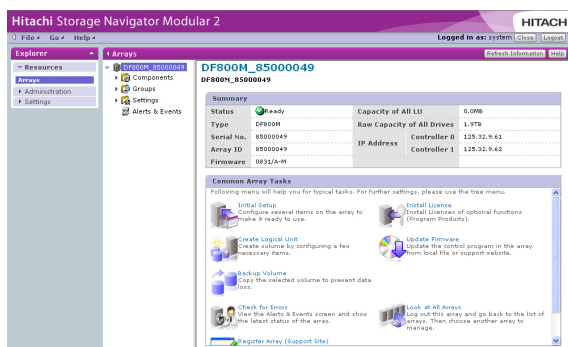 Hitachi Storage Navigator Modular 2
HITACHI
File Go Help
Logged in as: system Close Logout
Explorer
Arrays
Refresh Information Help
Resources
Arrays
Administration
Settings
DF800M_85000049
Components
Groups
Settings
Alerts & Events
DF800M_85000049
DF800M_85000049
Summary
Status Ready Capacity of All LU 0.0MB
Type DF800M Raw Capacity of All Drives 1.9TB
Serial No. 85000049 IP Address Controller 0 125.32.9.61
Array ID 85000049 Controller 1 125.32.9.62
Firmware 0831/A-M
Common Array Tasks
Following menu will help you for typical tasks. For further settings, please use the tree menu.
Initial Setup
Configure several items on the array to
make it ready to use.
Install License
Install Licenses of optional functions
(Program Products).
Create Logical Unit
Create volume by configuring a few
necessary items.
Update Firmware
Update the control program in the array
from local file or support website.
Backup Volume
Copy the selected volume to present data
loss.
Check for Errors
View the Alerts & Events screen and show
the latest status of the array.
Look at All Arrays
Log out this array and go back to the list of
arrays. Then choose another array to
manage.
Register Array (Support Site)